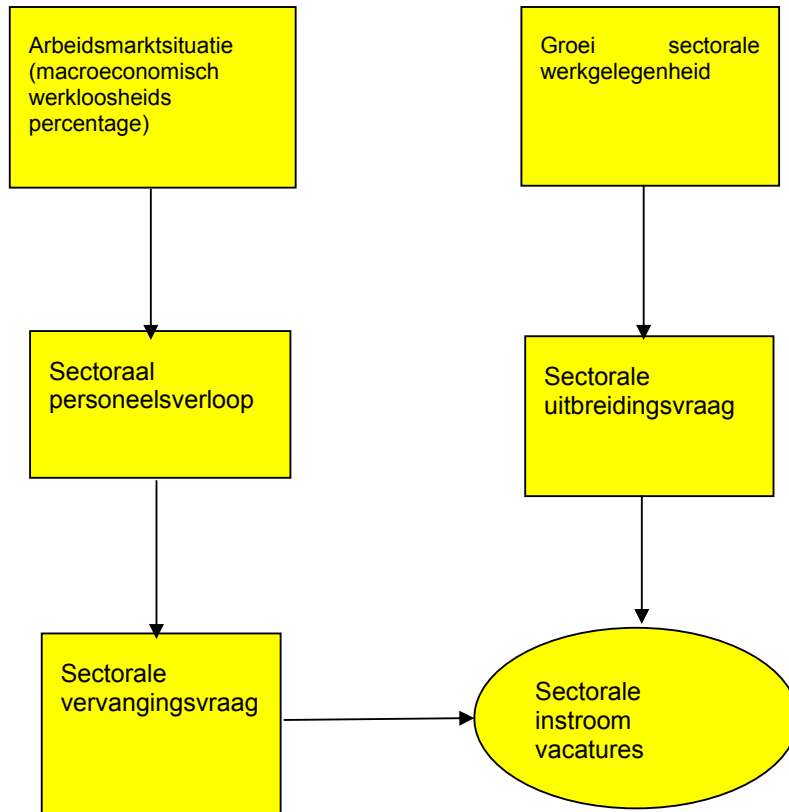 Arbeidsmarktsituatie
(macroeconomisch
werkloosheids
percentage)
Groei sectorale
werkgelegenheid
Sectoraal
personeelsverloop
Sectorale
uitbreidingsvraag
Sectorale
vervangingsvraag
Sectorale
instroom
vacatures